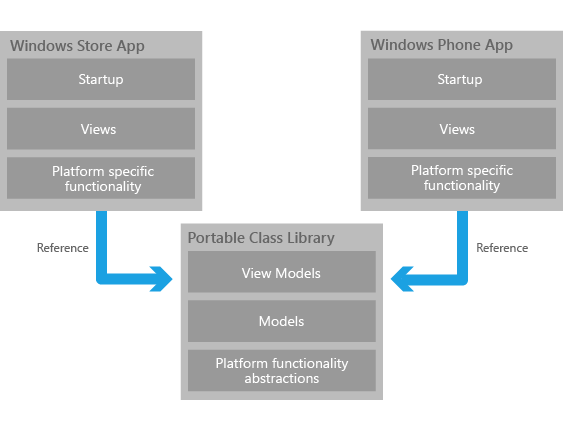 Windows Store App
Startup
Views
Platform specific
functionality
Windows Phone App
Startup
Views
Platform specific
functionality
Reference
Reference
Portable Class Library
View Models
Models
Platform functionality
abstractions